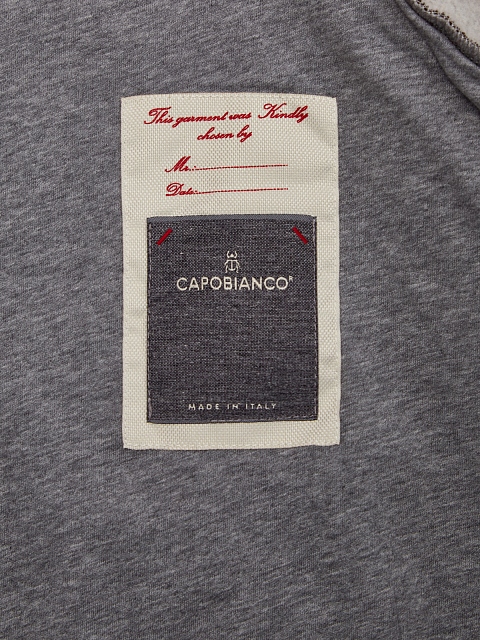 This garment was Kindly
chosen by
Mr.:
Date:
CAPOBIANCO®
MADE IN ITALY